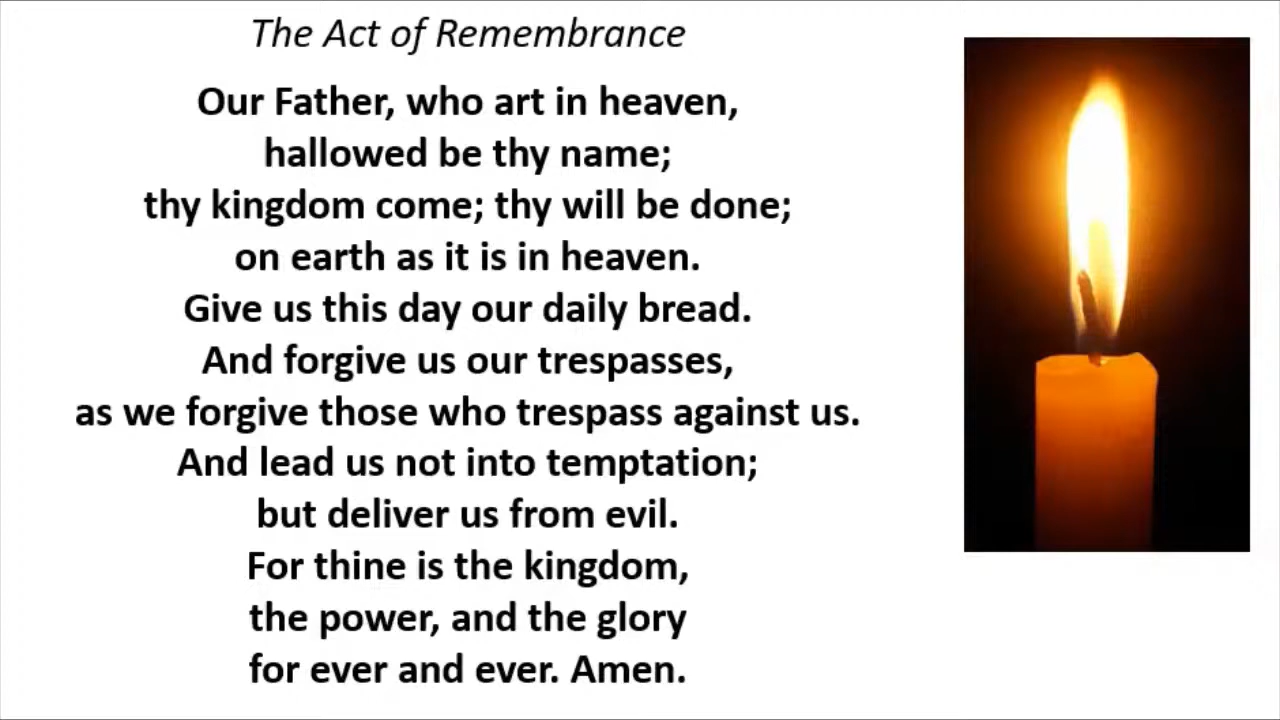 The Act of Remembrance
Our Father, who art in heaven,
hallowed be thy name;
thy kingdom come; thy will be done;
on earth as it is in heaven.
Give us this day our daily bread.
And forgive us our trespasses,
as we forgive those who trespass against us.
And lead us not into temptation;
but deliver us from evil.
For thine is the kingdom,
the power, and the glory
for ever and ever. Amen.